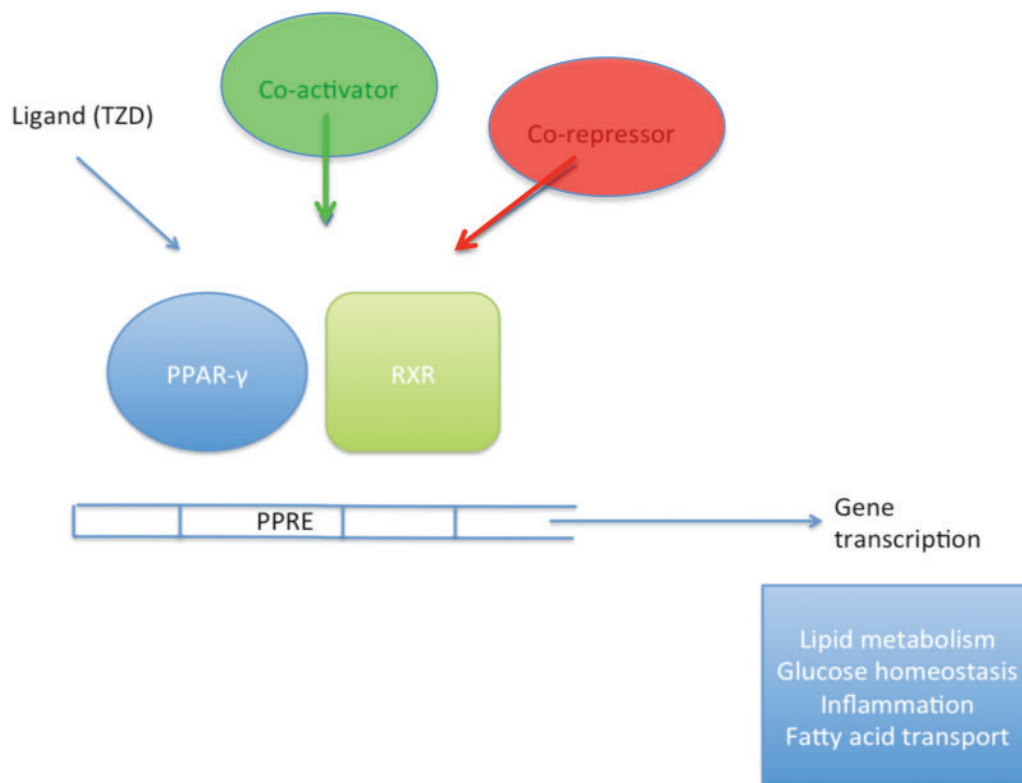 Co-activator
Ligand (TZD)
Co-repressor
PPAR-γ
RXR
PPRE
Gene
transcription
Lipid metabolism
Glucose homeostasis
Inflammation
Fatty acid transport